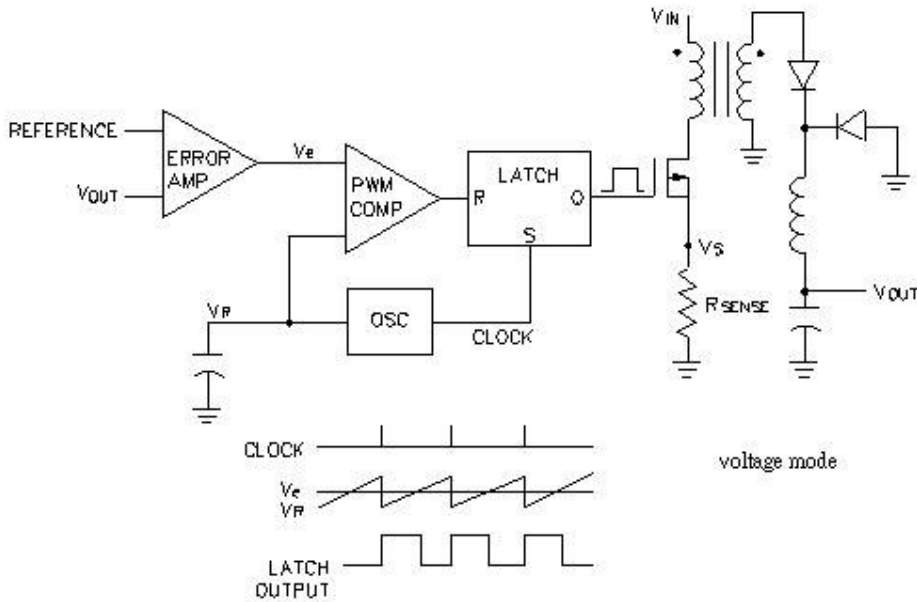 VIN
REFERENCE
ERROR
AMP
Ve
VOUT
PWM
COMP
LATCH
R
O
S
VS
RSENSE
VOUT
VR
OSC
CLOCK
CLOCK
Ve
VR
LATCH
OUTPUT
voltage mode